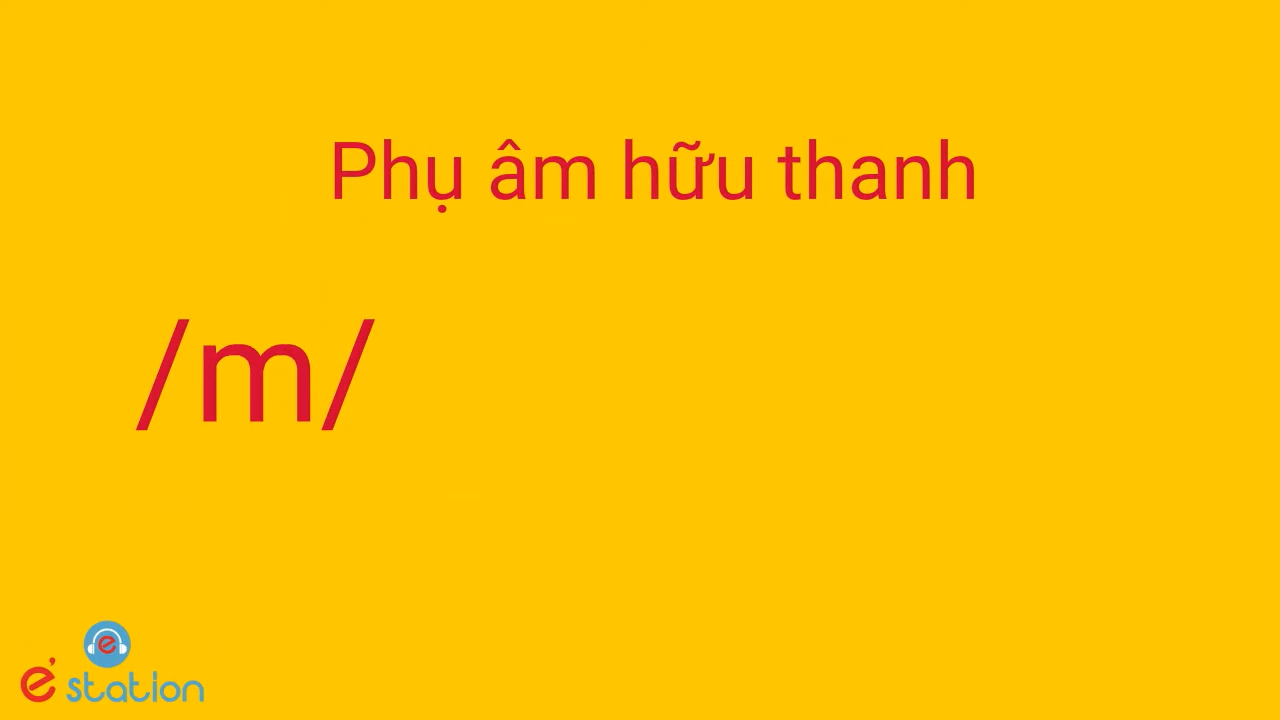 Phụ âm hữu thanh
/m/
e
e' station